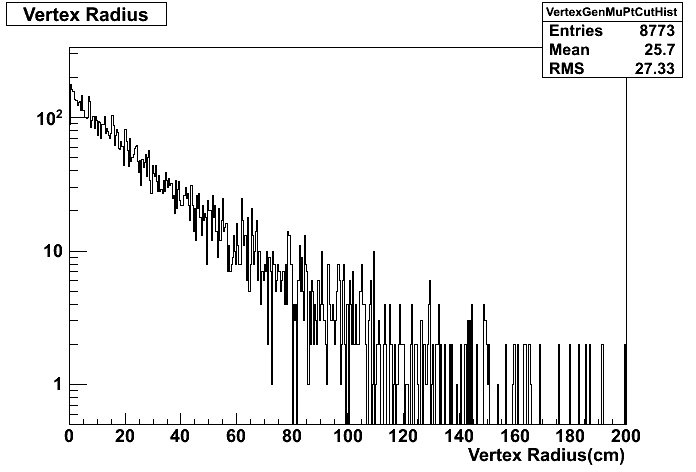 Vertex Radius
VertexGenMuPtCutHist
Entries 8773
Mean 25.7
RMS 27.33
10²
10
1
0 20 40 60 80 100 120 140 160 180 200
Vertex Radius(cm)